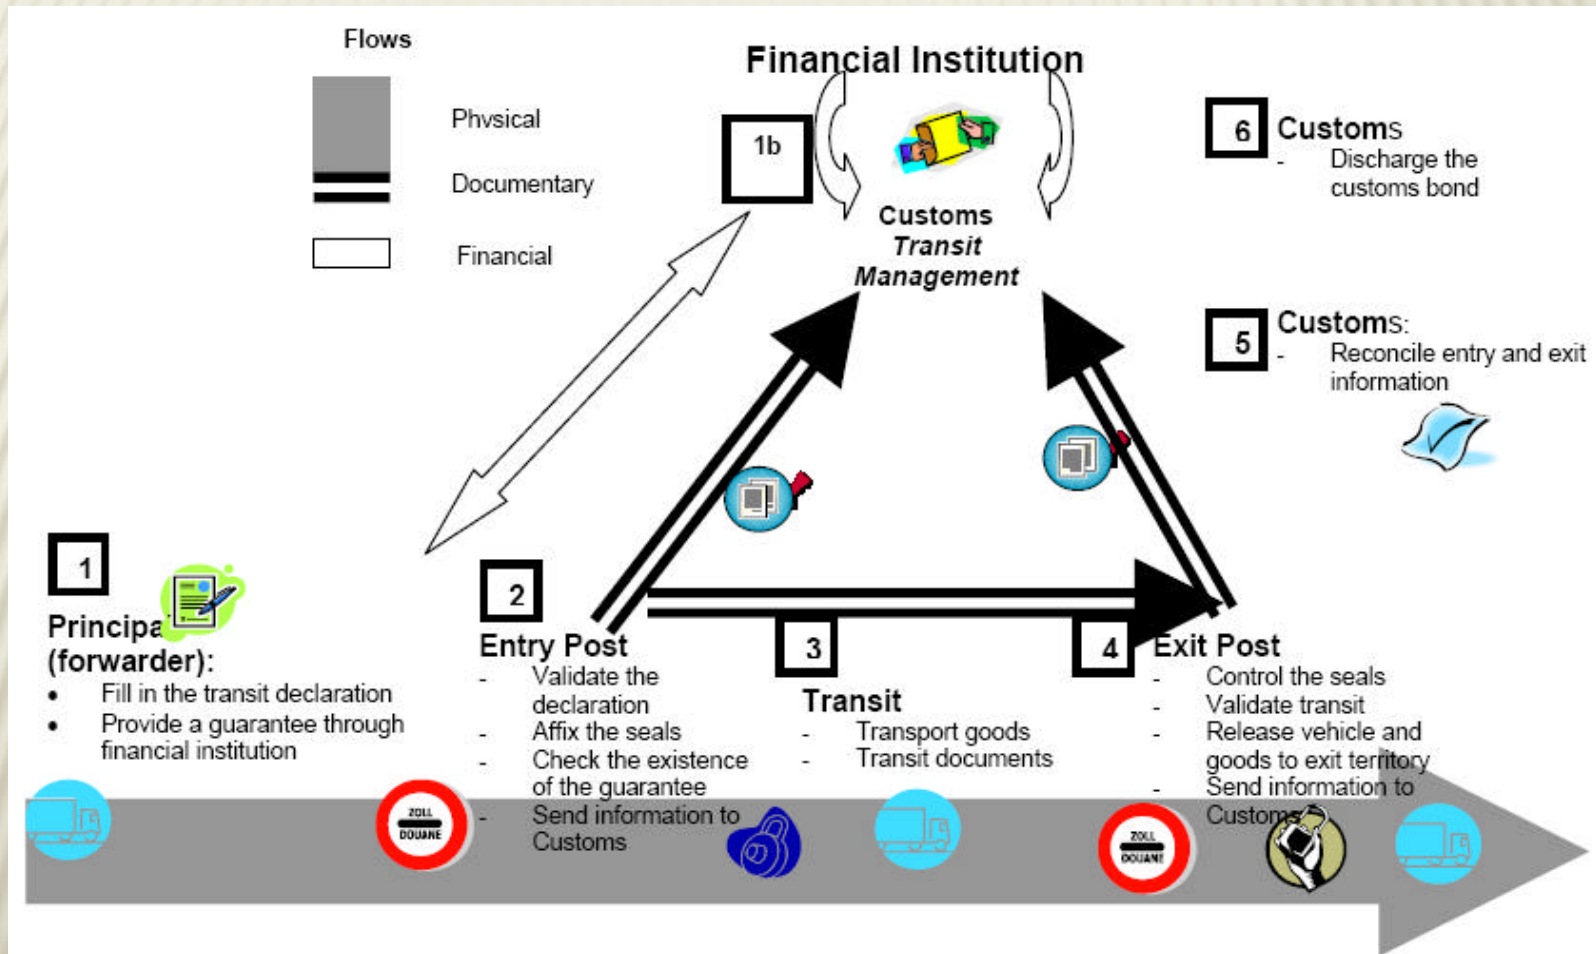 Flows
Physical
Documentary
Financial
Financial Institution
1b
Customs
Transit
Management
6
Customs
- Discharge the
customs bond
5
Customs:
- Reconcile entry and exit
information
1
Principal
(forwarder):
• Fill in the transit declaration
• Provide a guarantee through
financial institution
2
Entry Post
- Validate the
declaration
- Affix the seals
- Check the existence
of the guarantee
- Send information to
Customs
3
Transit
- Transport goods
- Transit documents
4
Exit Post
- Control the seals
- Validate transit
- Release vehicle and
goods to exit territory
- Send information to
Customs
ZOLL
DOUANE
ZOLL
DOUANE